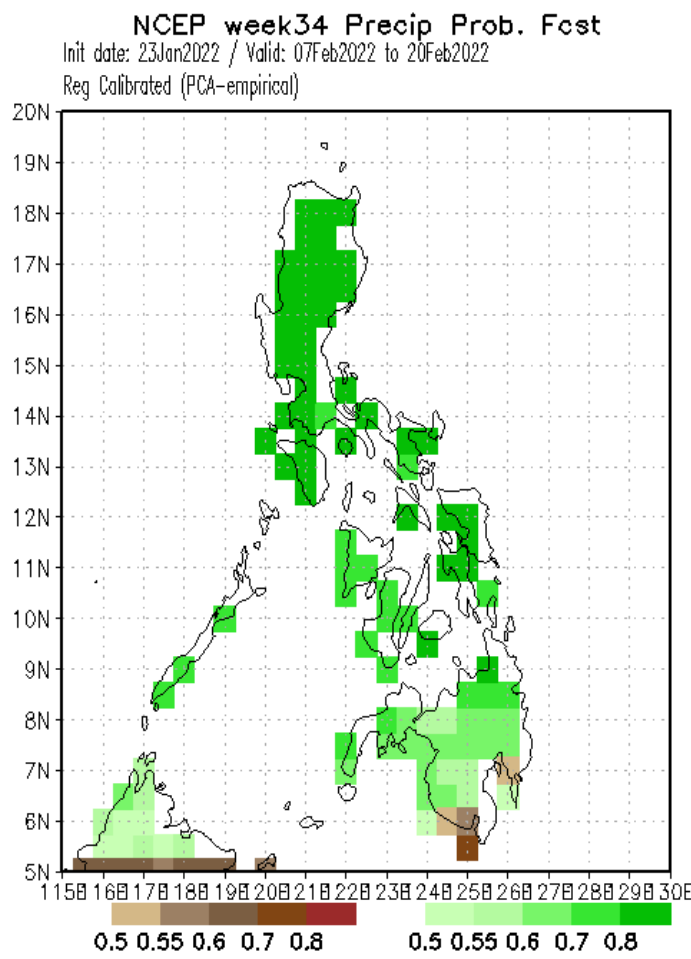 NCEP week34 Precip Prob. Fcst
Init date: 23Jan2022 / Valid: 07Feb2022 to 20Feb2022
Reg Calibrated (PCA-empirical)
20N
19N
18N
17N
16N
15N
14N
13N
12N
11N
10N
9N
8N
7N
6N
5N
115E 116E 117E 118E 119E 120E 121E 122E 123E 124E 125E 126E 127E 128E 129E 130E
0.5 0.55 0.6 0.7 0.8 0.5 0.55 0.6 0.7 0.8